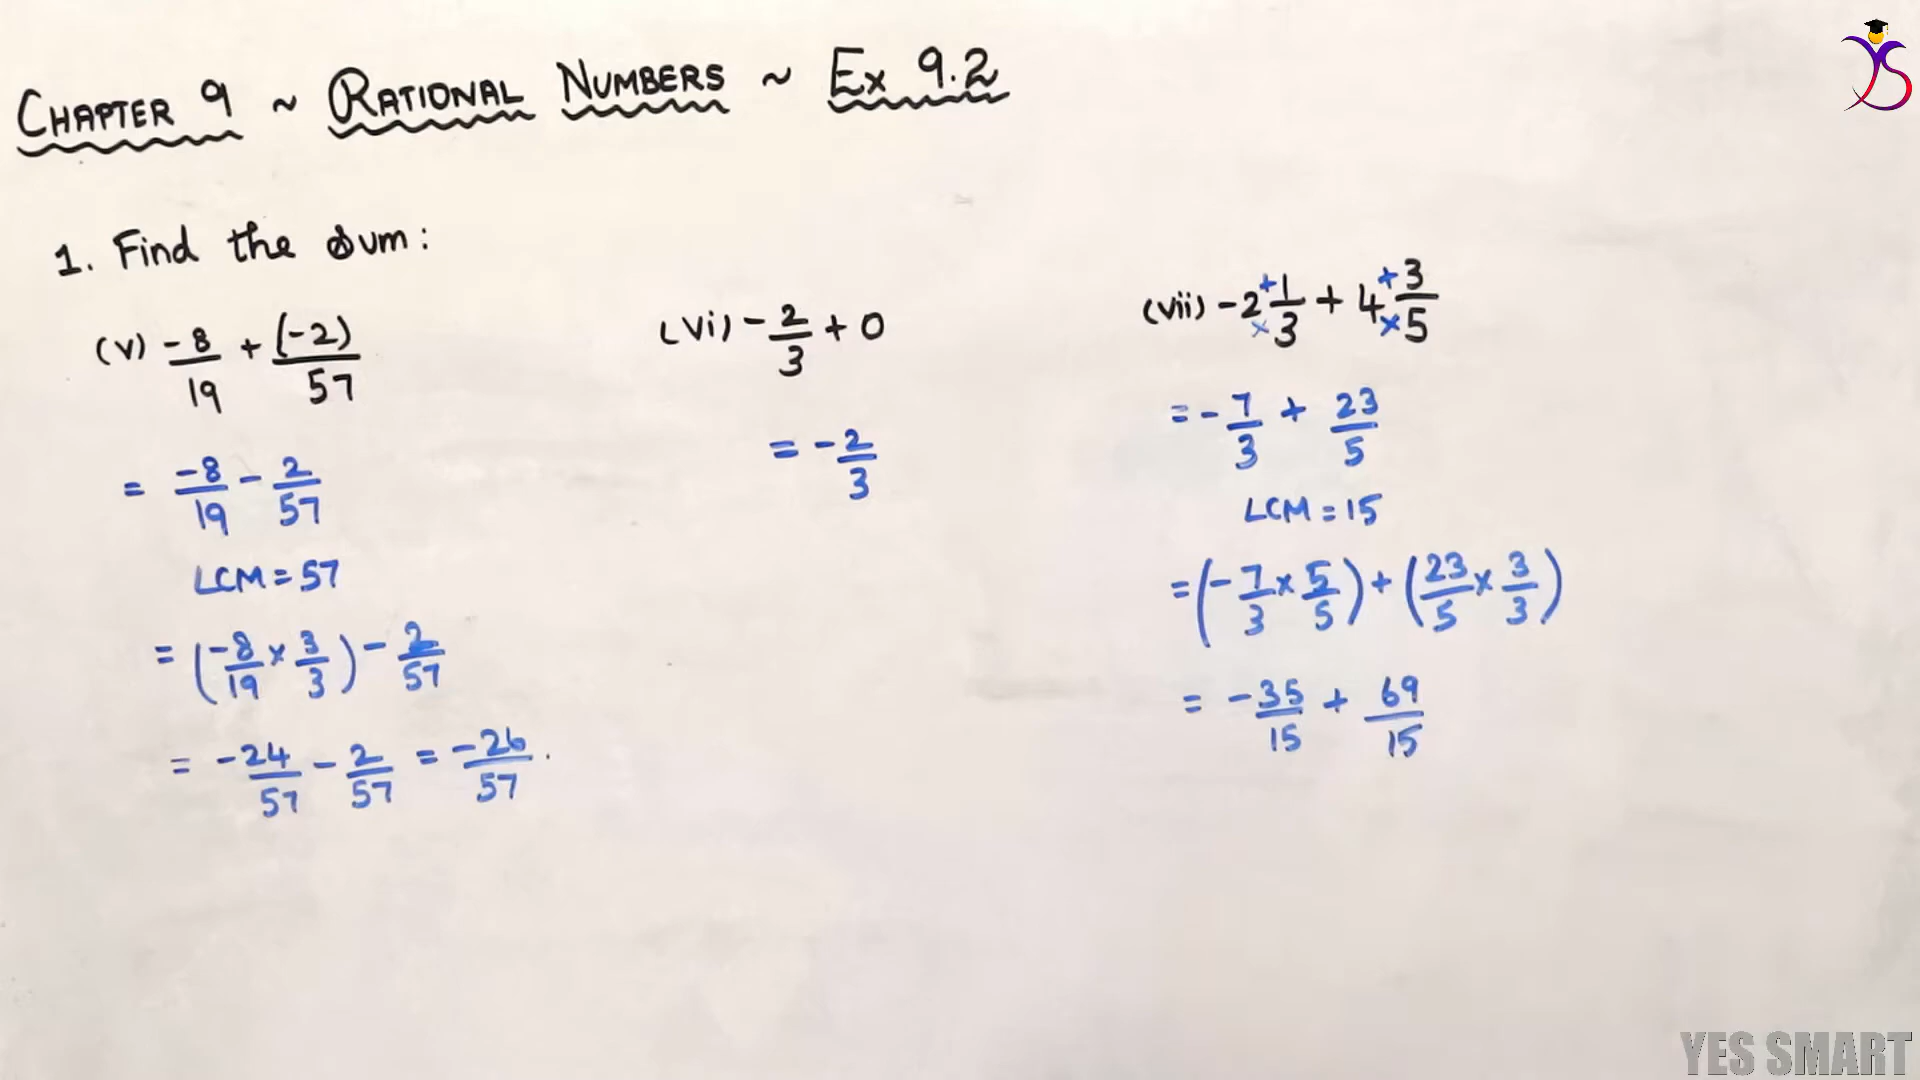 CHAPTER 9 ~ RATIONAL NUMBERS ~ Ex 9.2
1. Find the sum:
(v) -8/19 + (-2)/57
= -8/19 - 2/57
LCM = 57
= (-8/19 × 3/3) - 2/57
= -24/57 - 2/57 = -26/57.
(vi) -2/3 + 0
= -2/3
(vii) -2 + 1/× 3 + 4 + 3/× 5
= -7/3 + 23/5
LCM = 15
= (-7/3 × 5/5) + (23/5 × 3/3)
= -35/15 + 69/15
YS
YES SMART